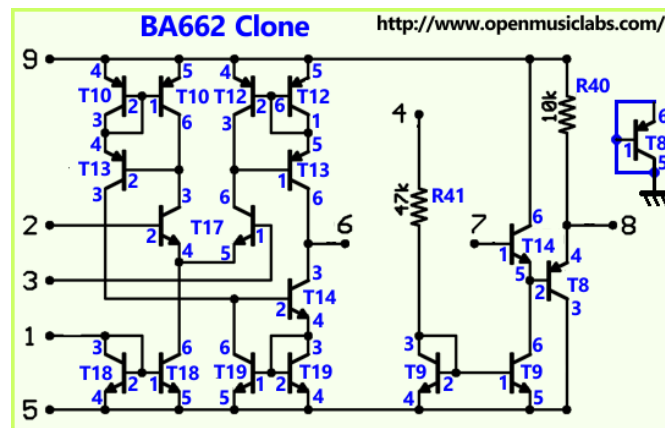 BA662 Clone http://www.openmusiclabs.com/
9 4 5 4 5
T10 2 1 T10 T12 2 6 T12 R40
3 6 3 1 4 10k 6
4 5 1 T8
T13 2 T13 5
3 1
3 6 6 47k R41 6
2 T17 6 7 8
2 1 T14 4
3 4 5 3 1 5 2 T8
T14 3
1 2 4
3 6 6 3 3 6
T18 2 1 T18 T19 1 2 T19 T9 2 1 T9
5 4 5 5 4 4 5